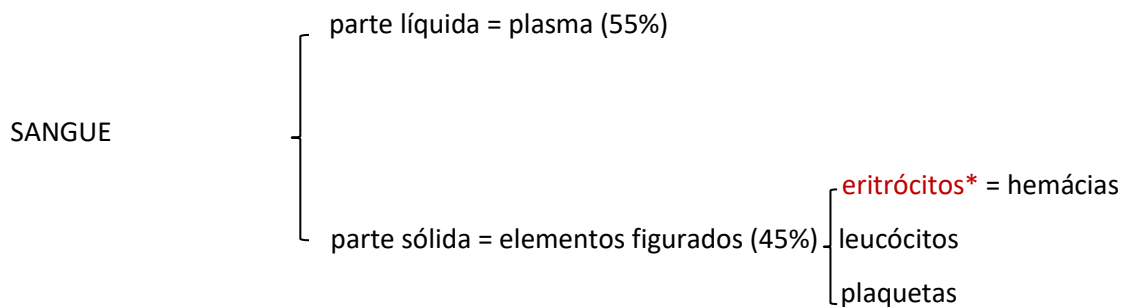 parte líquida = plasma (55%)
SANGUE
eritrócitos* = hemácias
parte sólida = elementos figurados (45%)
leucócitos
plaquetas